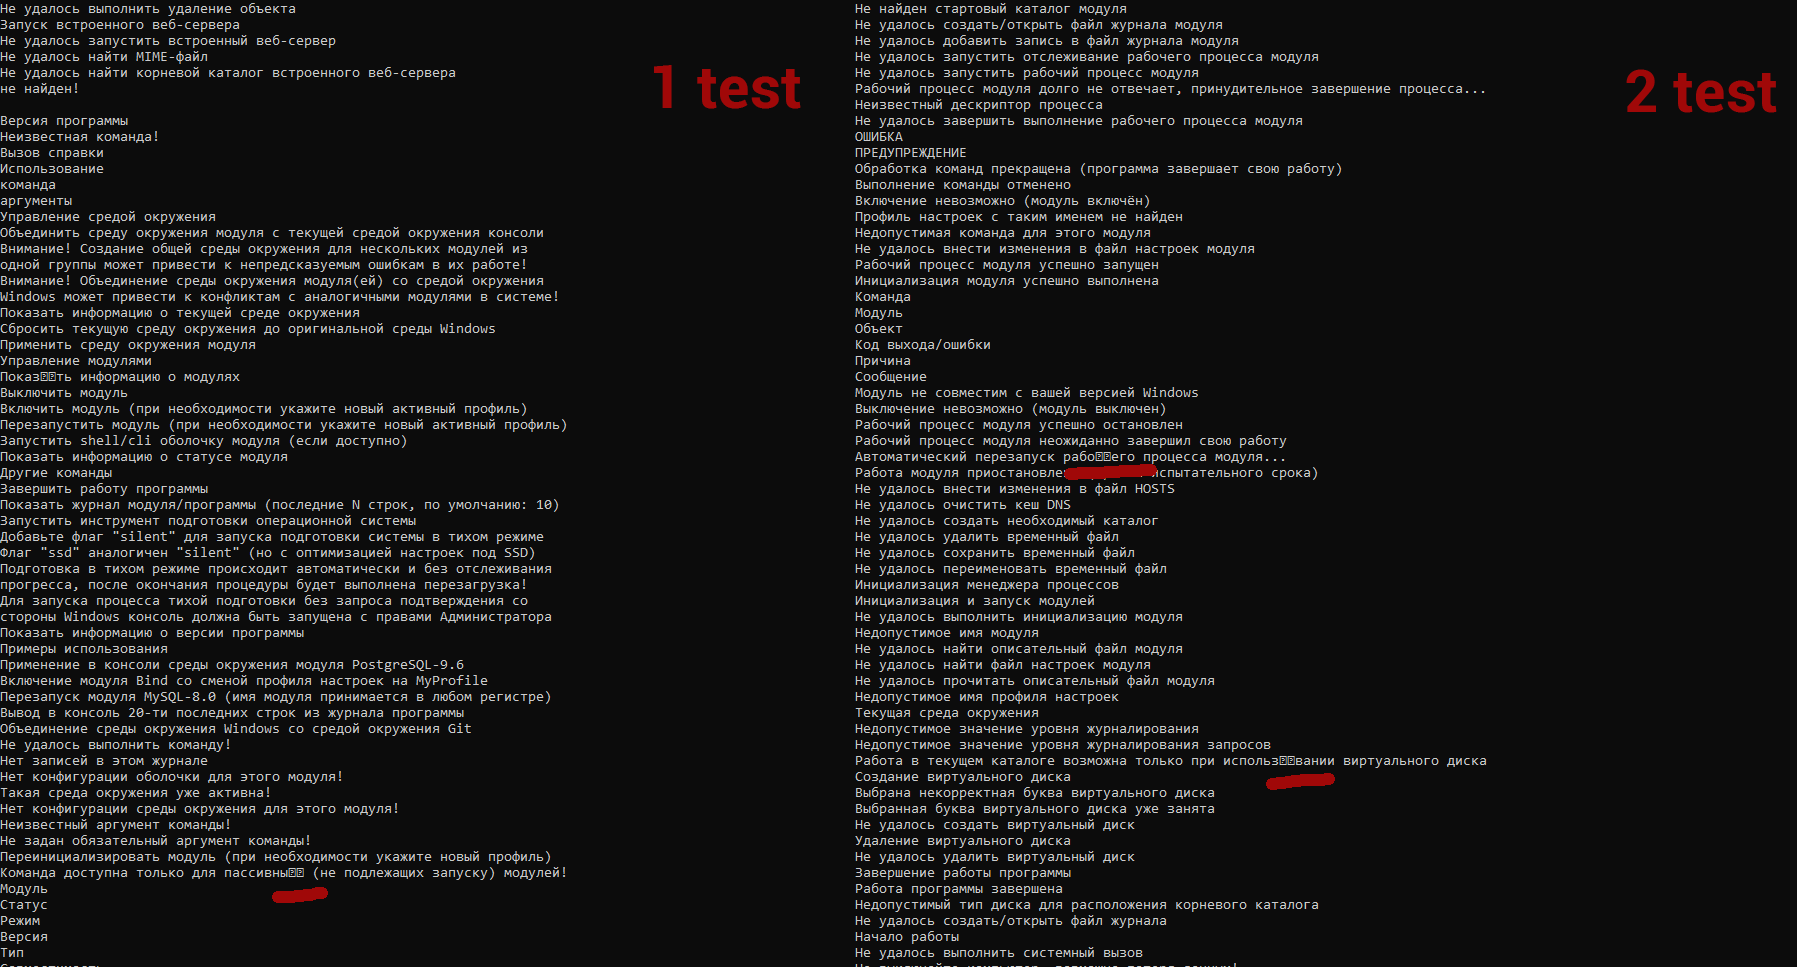 Не удалось выполнить удаление объекта
Запуск встроенного веб-сервера
Не удалось запустить встроенный веб-сервер
Не удалось найти MIME-файл
Не удалось найти корневой каталог встроенного веб-сервера
не найден!
1 test
Версия программы
Неизвестная команда!
Вызов справки
Использование
команда
аргументы
Управление средой окружения
Объединить среду окружения модуля с текущей средой окружения консоли
Внимание! Создание общей среды окружения для нескольких модулей из
одной группы может привести к непредсказуемым ошибкам в их работе!
Внимание! Объединение среды окружения модуля(ей) со средой окружения
Windows может привести к конфликтам с аналогичными модулями в системе!
Показать информацию о текущей среде окружения
Сбросить текущую среду окружения до оригинальной среды Windows
Применить среду окружения модуля
Управление модулями
Показ��ть информацию о модулях
Выключить модуль
Включить модуль (при необходимости укажите новый активный профиль)
Перезапустить модуль (при необходимости укажите новый активный профиль)
Запустить shell/cli оболочку модуля (если доступно)
Показать информацию о статусе модуля
Другие команды
Завершить работу программы
Показать журнал модуля/программы (последние N строк, по умолчанию: 10)
Запустить инструмент подготовки операционной системы
Добавьте флаг "silent" для запуска подготовки системы в тихом режиме
Флаг "ssd" аналогичен "silent" (но с оптимизацией настроек под SSD)
Подготовка в тихом режиме происходит автоматически и без отслеживания
прогресса, после окончания процедуры будет выполнена перезагрузка!
Для запуска процесса тихой подготовки без запроса подтверждения со
стороны Windows консоль должна быть запущена с правами Администратора
Показать информацию о версии программы
Примеры использования
Применение в консоли среды окружения модуля PostgreSQL-9.6
Включение модуля Bind со сменой профиля настроек на MyProfile
Перезапуск модуля MySQL-8.0 (имя модуля принимается в любом регистре)
Вывод в консоль 20-ти последних строк из журнала программы
Объединение среды окружения Windows со средой окружения Git
Не удалось выполнить команду!
Нет записей в этом журнале
Нет конфигурации оболочки для этого модуля!
Такая среда окружения уже активна!
Нет конфигурации среды окружения для этого модуля!
Неизвестный аргумент команды!
Не задан обязательный аргумент команды!
Переинициализировать модуль (при необходимости укажите новый профиль)
Команда доступна только для пассивны�� (не подлежащих запуску) модулей!
Модуль
Статус
Режим
Версия
Тип
Не найден стартовый каталог модуля
Не удалось создать/открыть файл журнала модуля
Не удалось добавить запись в файл журнала модуля
Не удалось запустить отслеживание рабочего процесса модуля
Не удалось запустить рабочий процесс модуля
Рабочий процесс модуля долго не отвечает, принудительное завершение процесса...
2 test
Неизвестный дескриптор процесса
Не удалось завершить выполнение рабочего процесса модуля
ОШИБКА
ПРЕДУПРЕЖДЕНИЕ
Обработка команд прекращена (программа завершает свою работу)
Выполнение команды отменено
Включение невозможно (модуль включён)
Профиль настроек с таким именем не найден
Недопустимая команда для этого модуля
Не удалось внести изменения в файл настроек модуля
Рабочий процесс модуля успешно запущен
Инициализация модуля успешно выполнена
Команда
Модуль
Объект
Код выхода/ошибки
Причина
Сообщение
Модуль не совместим с вашей версией Windows
Выключение невозможно (модуль выключен)
Рабочий процесс модуля успешно остановлен
Рабочий процесс модуля неожиданно завершил свою работу
Автоматический перезапуск рабо��его процесса модуля...
Работа модуля срока)
Не удалось внести изменения в файл HOSTS
Не удалось очистить кеш DNS
Не удалось создать необходимый каталог
Не удалось удалить временный файл
Не удалось сохранить временный файл
Не удалось переименовать временный файл
Инициализация менеджера процессов
Инициализация и запуск модулей
Не удалось выполнить инициализацию модуля
Недопустимое имя модуля
Не удалось найти описательный файл модуля
Не удалось найти файл настроек модуля
Не удалось прочитать описательный файл модуля
Недопустимое имя профиля настроек
Текущая среда окружения
Недопустимое значение уровня журналирования
Недопустимое значение уровня журналирования запросов
Работа в текущем каталоге возможна только при использ��вании виртуального диска
Создание виртуального диска
Выбрана некорректная буква виртуального диска
Выбранная буква виртуального диска уже занята
Не удалось создать виртуальный диск
Удаление виртуального диска
Не удалось удалить виртуальный диск
Завершение работы программы
Работа программы завершена
Недопустимый тип диска для расположения корневого каталога
Не удалось создать/открыть файл журнала
Начало работы
Не удалось выполнить системный вызов